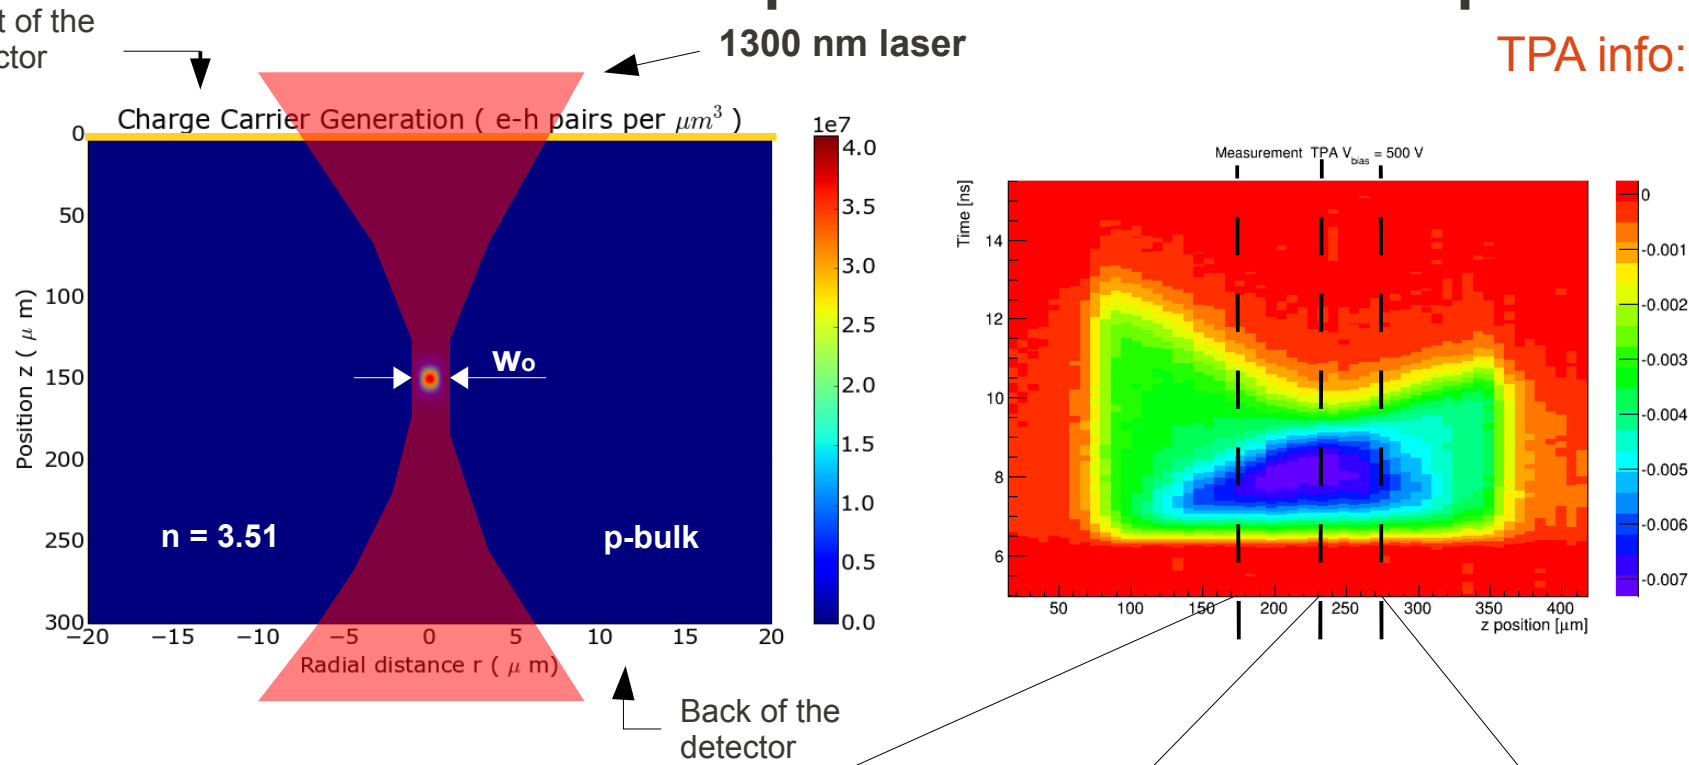 t of the
ctor
1300 nm laser
TPA info:
Charge Carrier Generation ( e-h pairs per μm³ )
1e7
0
50
100
150
200
250
300
Position z ( μ m)
wo
n = 3.51
p-bulk
−20 −15 −10 −5 0 5 10 15 20
Radial distance r ( μ m)
4.0
3.5
3.0
2.5
2.0
1.5
1.0
0.5
0.0
Back of the
detector
Measurement TPA Vbias = 500 V
Time [ns]
14
12
10
8
6
50 100 150 200 250 300 350 400
z position [μm]
0
-0.001
-0.002
-0.003
-0.004
-0.005
-0.006
-0.007